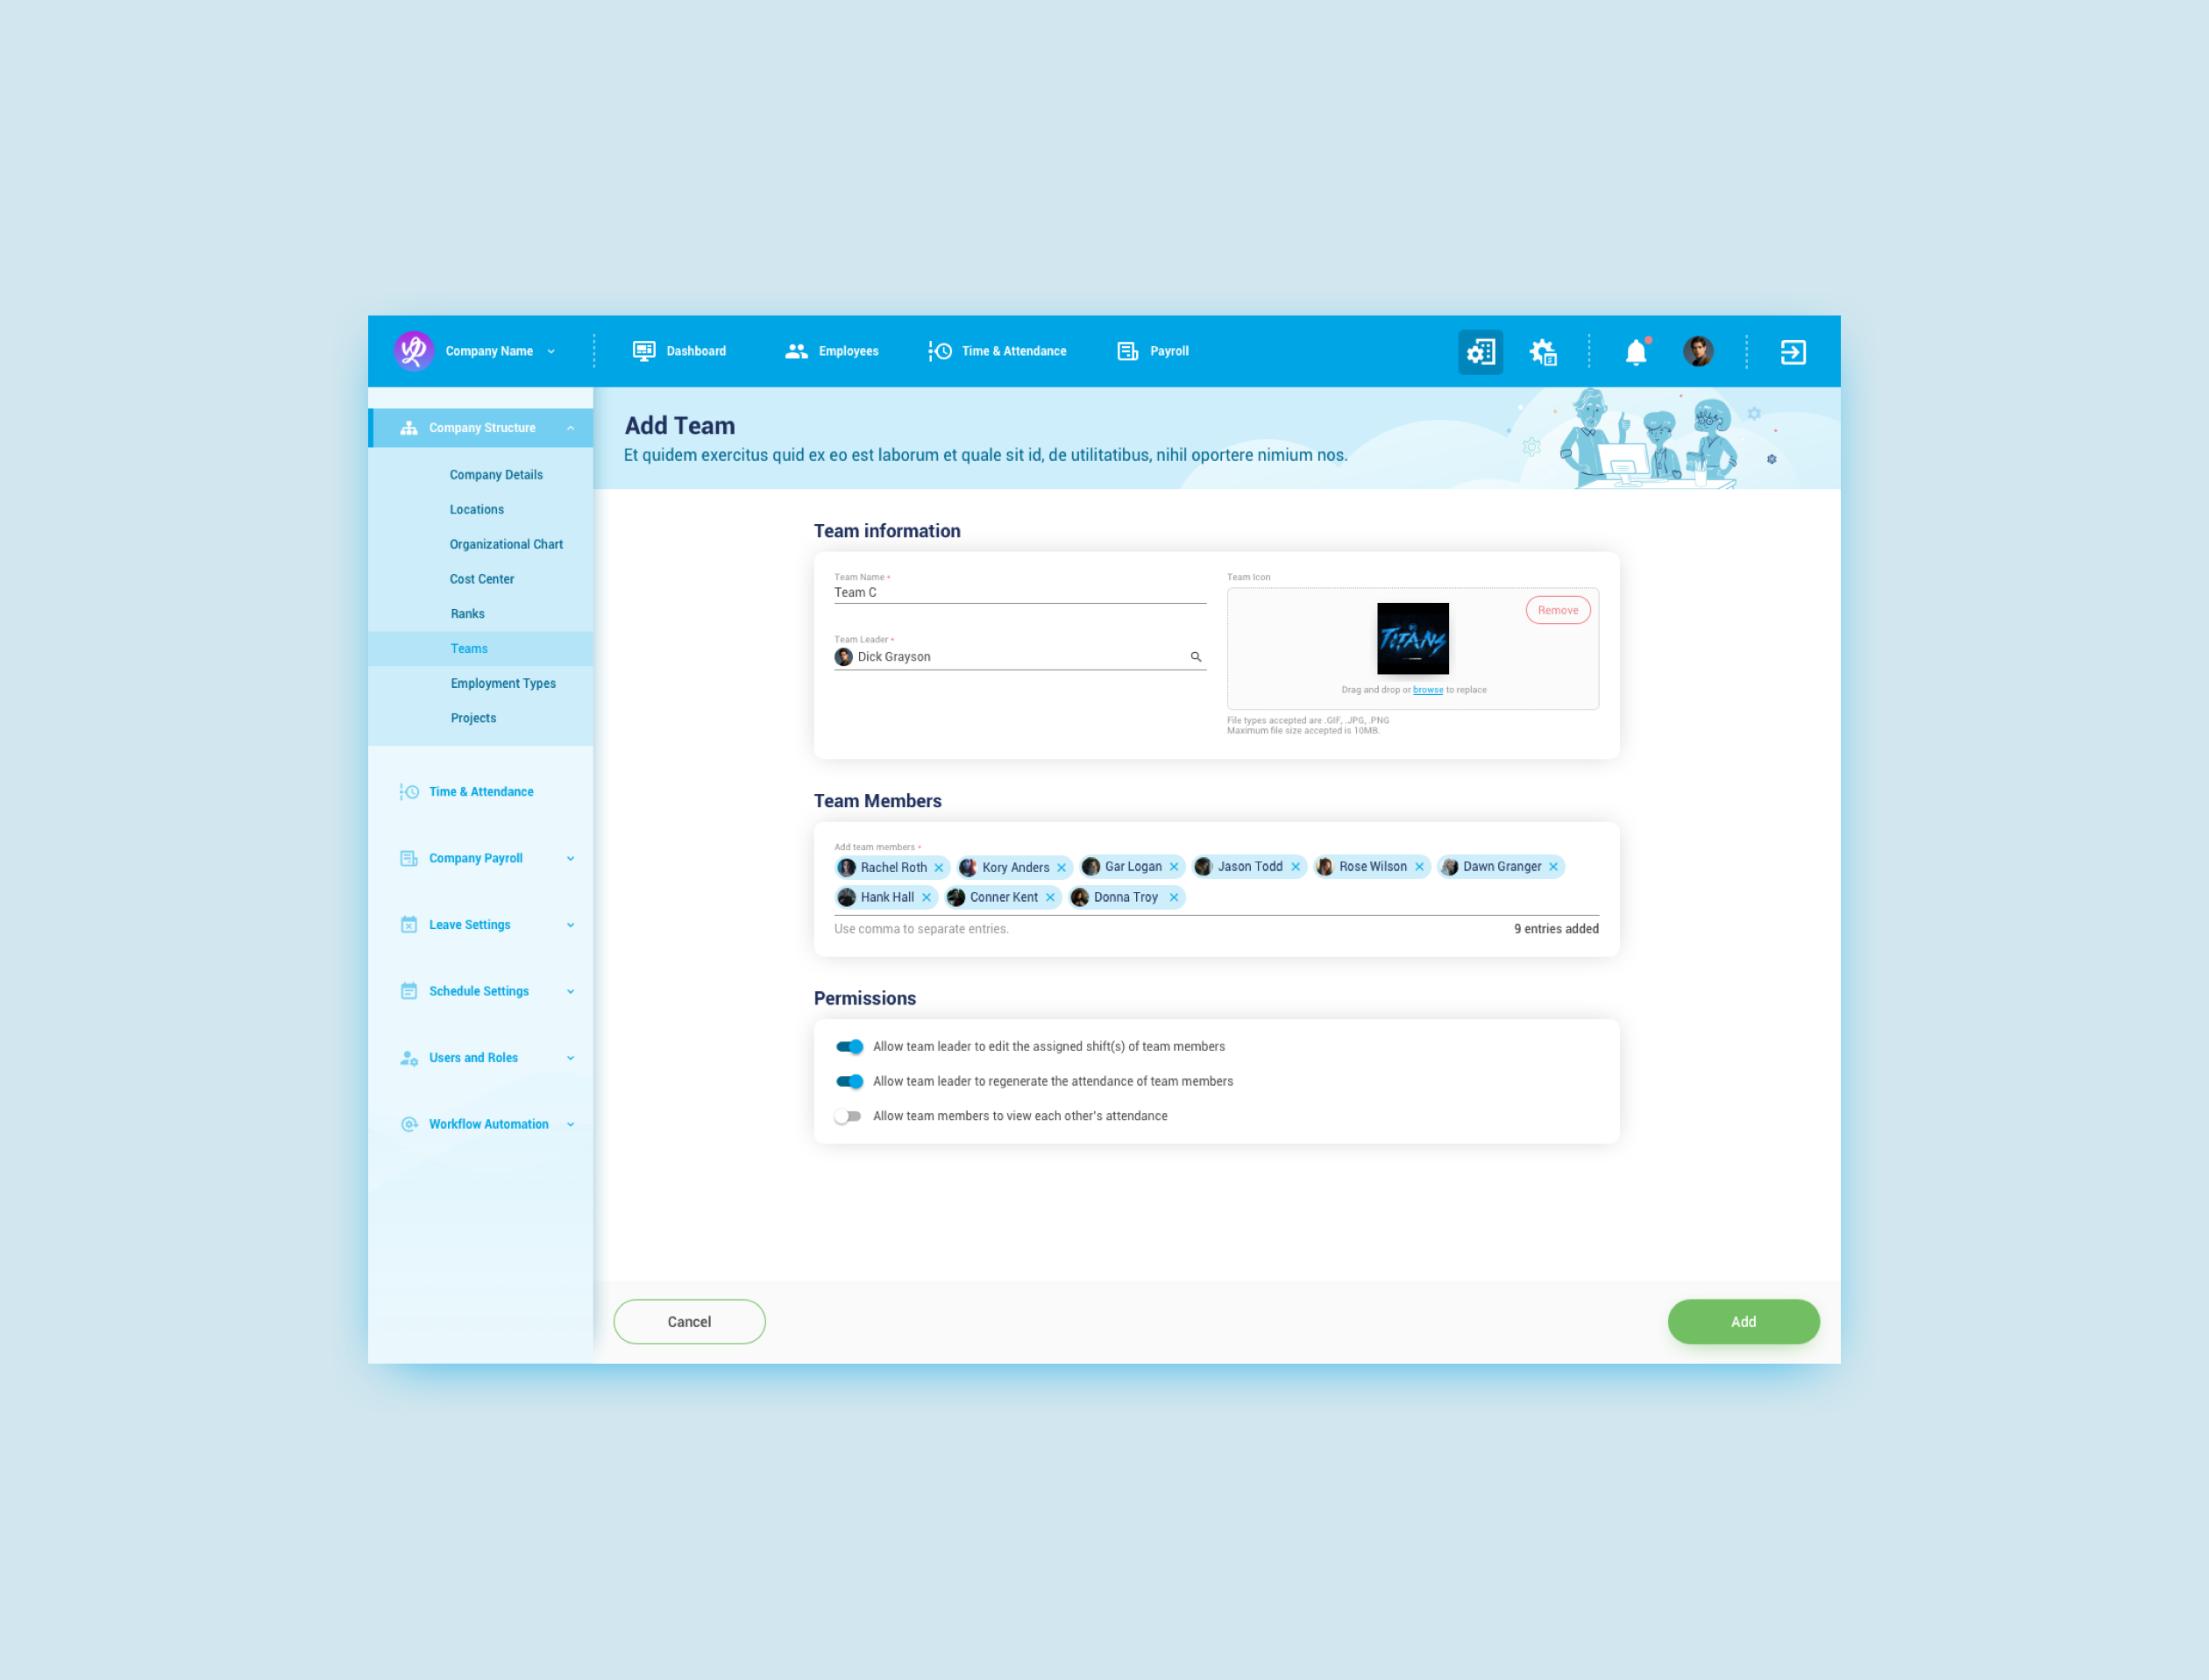 Company Name
Dashboard
Employees
Time & Attendance
Payroll
Company Structure
Company Details
Locations
Organizational Chart
Cost Center
Ranks
Teams
Employment Types
Projects
Time & Attendance
Company Payroll
Leave Settings
Schedule Settings
Users and Roles
Workflow Automation
Add Team
Et quidem exercitus quid ex eo est laborum et quale sit id, de utilitatibus, nihil oportere nimium nos.
Team information
Team Name *
Team C
Team Leader *
Dick Grayson
Team Icon
Remove
TITANS
Drag and drop or browse to replace
File types accepted are .GIF, .JPG, .PNG
Maximum file size accepted is 10MB.
Team Members
Add team members *
Rachel Roth Kory Anders Gar Logan Jason Todd Rose Wilson Dawn Granger
Hank Hall Conner Kent Donna Troy
Use comma to separate entries.
9 entries added
Permissions
Allow team leader to edit the assigned shift(s) of team members
Allow team leader to regenerate the attendance of team members
Allow team members to view each other's attendance
Cancel
Add